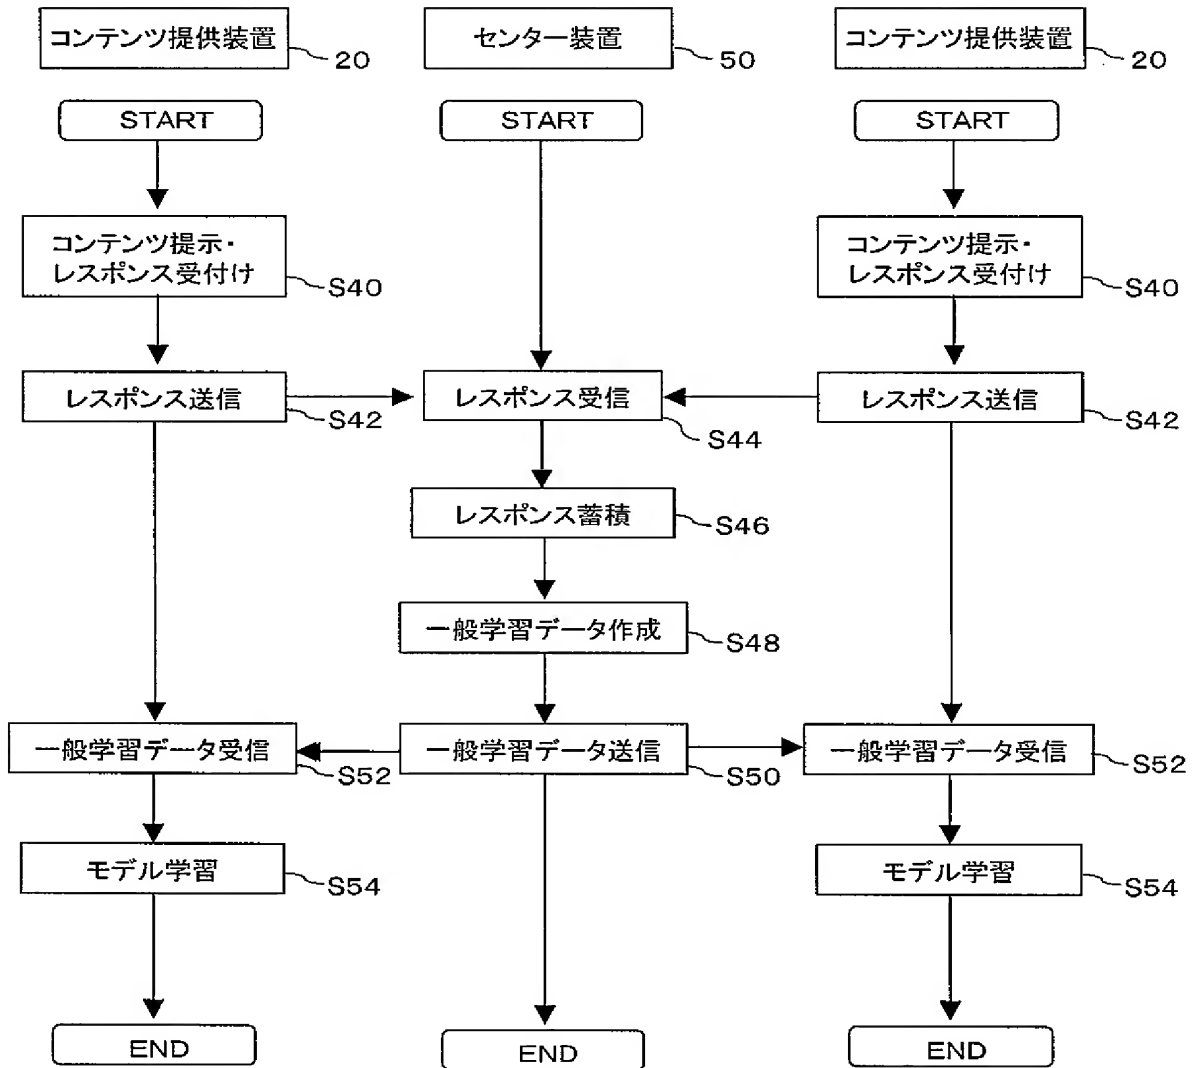 コンテンツ提供装置
20
センター装置
50
コンテンツ提供装置
20
START
START
START
コンテンツ提示・
レスポンス受付け
S40
コンテンツ提示・
レスポンス受付け
S40
レスポンス送信
S42
レスポンス受信
S44
レスポンス送信
S42
レスポンス蓄積
S46
一般学習データ作成
S48
一般学習データ受信
S52
一般学習データ送信
S50
一般学習データ受信
S52
モデル学習
S54
モデル学習
S54
END
END
END